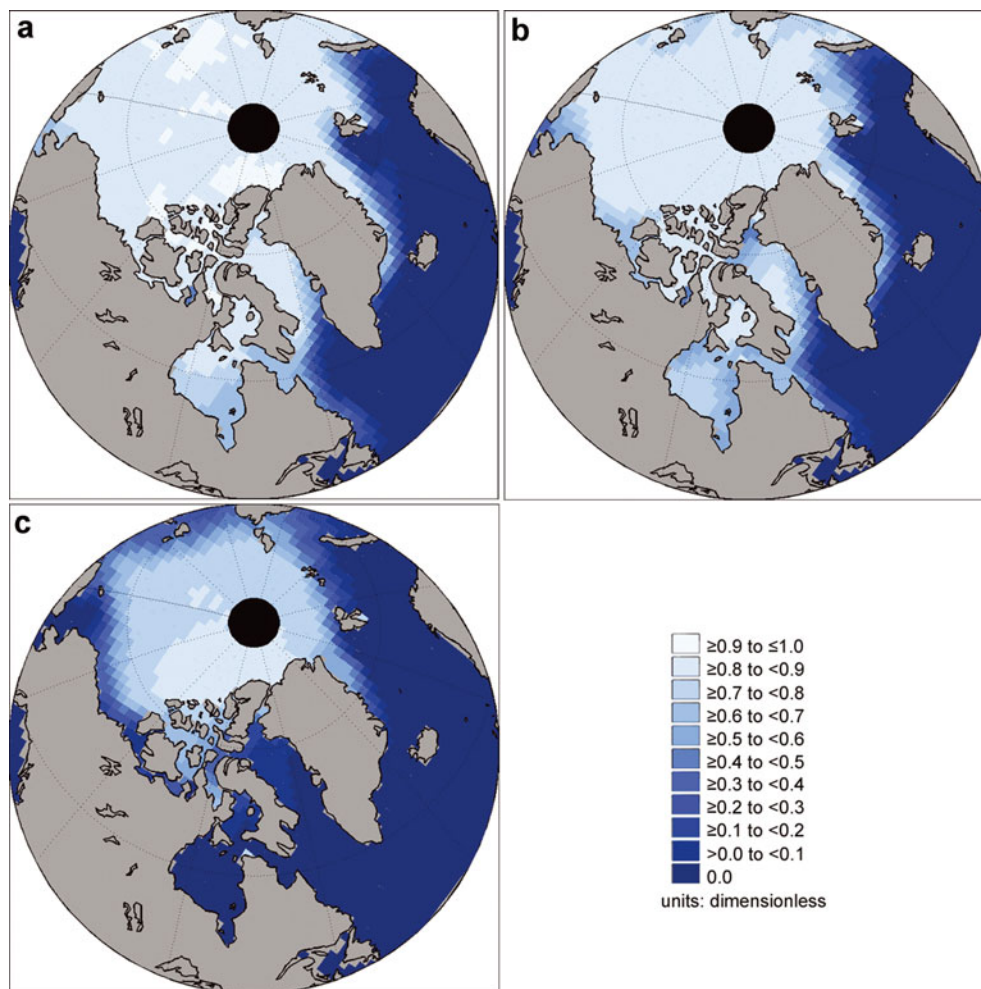 a
b
c
≥0.9 to ≤1.0
≥0.8 to <0.9
≥0.7 to <0.8
≥0.6 to <0.7
≥0.5 to <0.6
≥0.4 to <0.5
≥0.3 to <0.4
≥0.2 to <0.3
≥0.1 to <0.2
>0.0 to <0.1
0.0
units: dimensionless